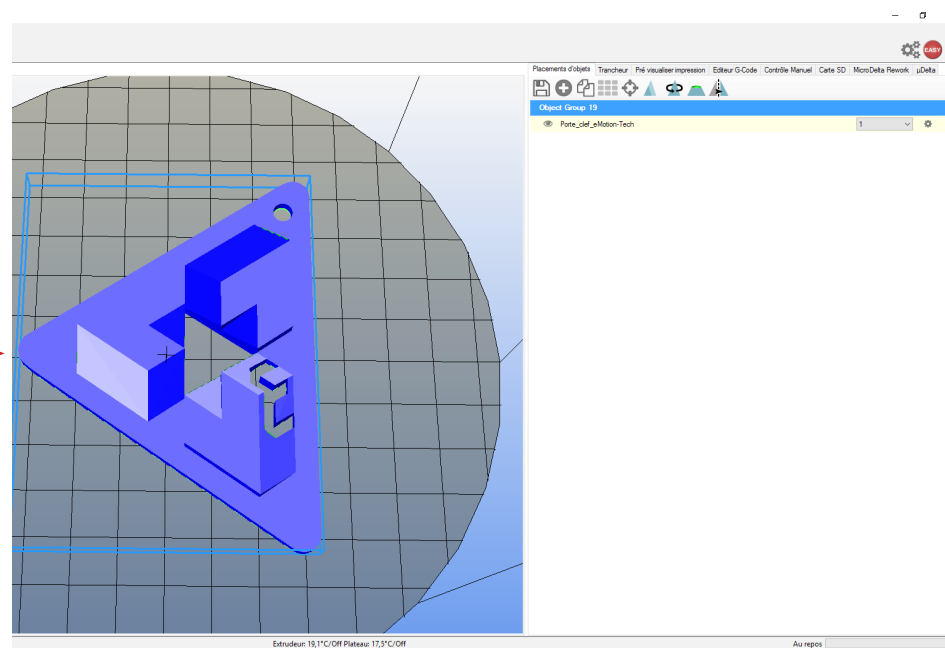 EASY
Placements d'objets Trancheur Pré visualiser impression Editeur G-Code Contrôle Manuel Carte SD MicroDelta Rework µDelta
Object Group 19
Porte_clef_eMotion-Tech 1
Extrudeur: 19,1°C/Off Plateau: 17,5°C/Off Au repos